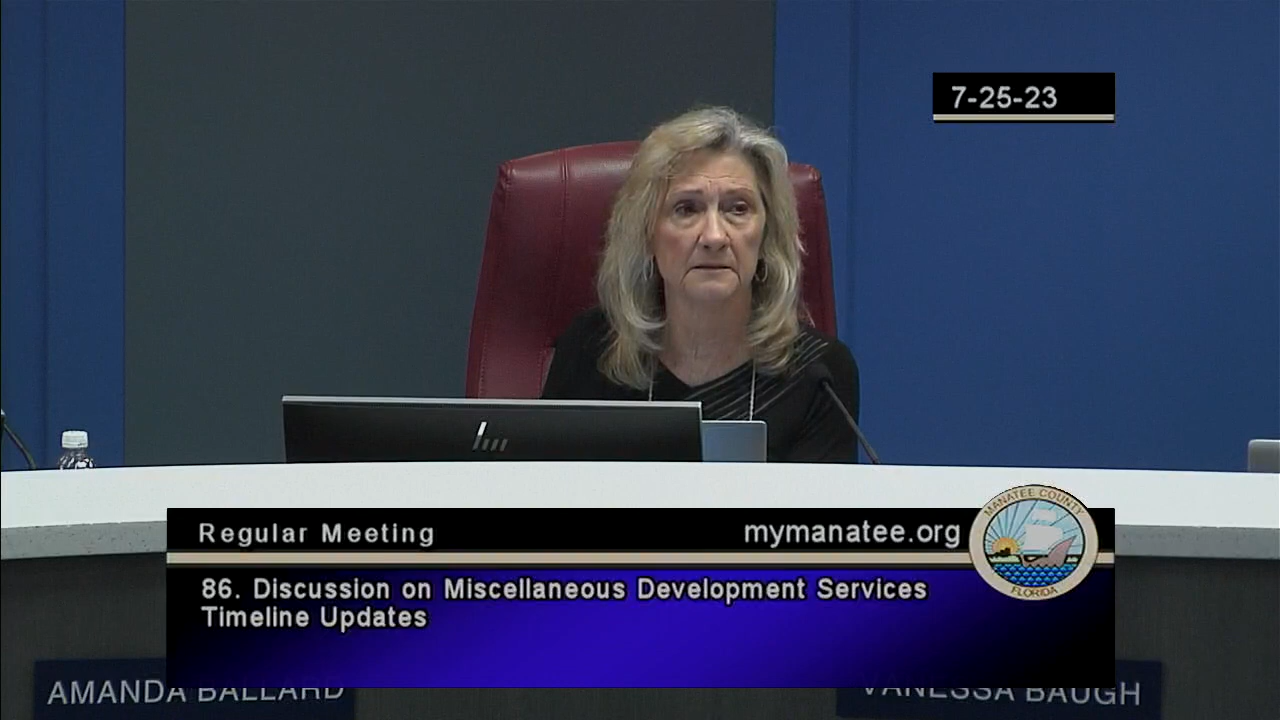 7-25-23
Regular Meeting
mymanatee.org
MANATEE COUNTY
FLORIDA
86. Discussion on Miscellaneous Development Services
Timeline Updates
AMANDA BALLARD
VANESSA BAUGH